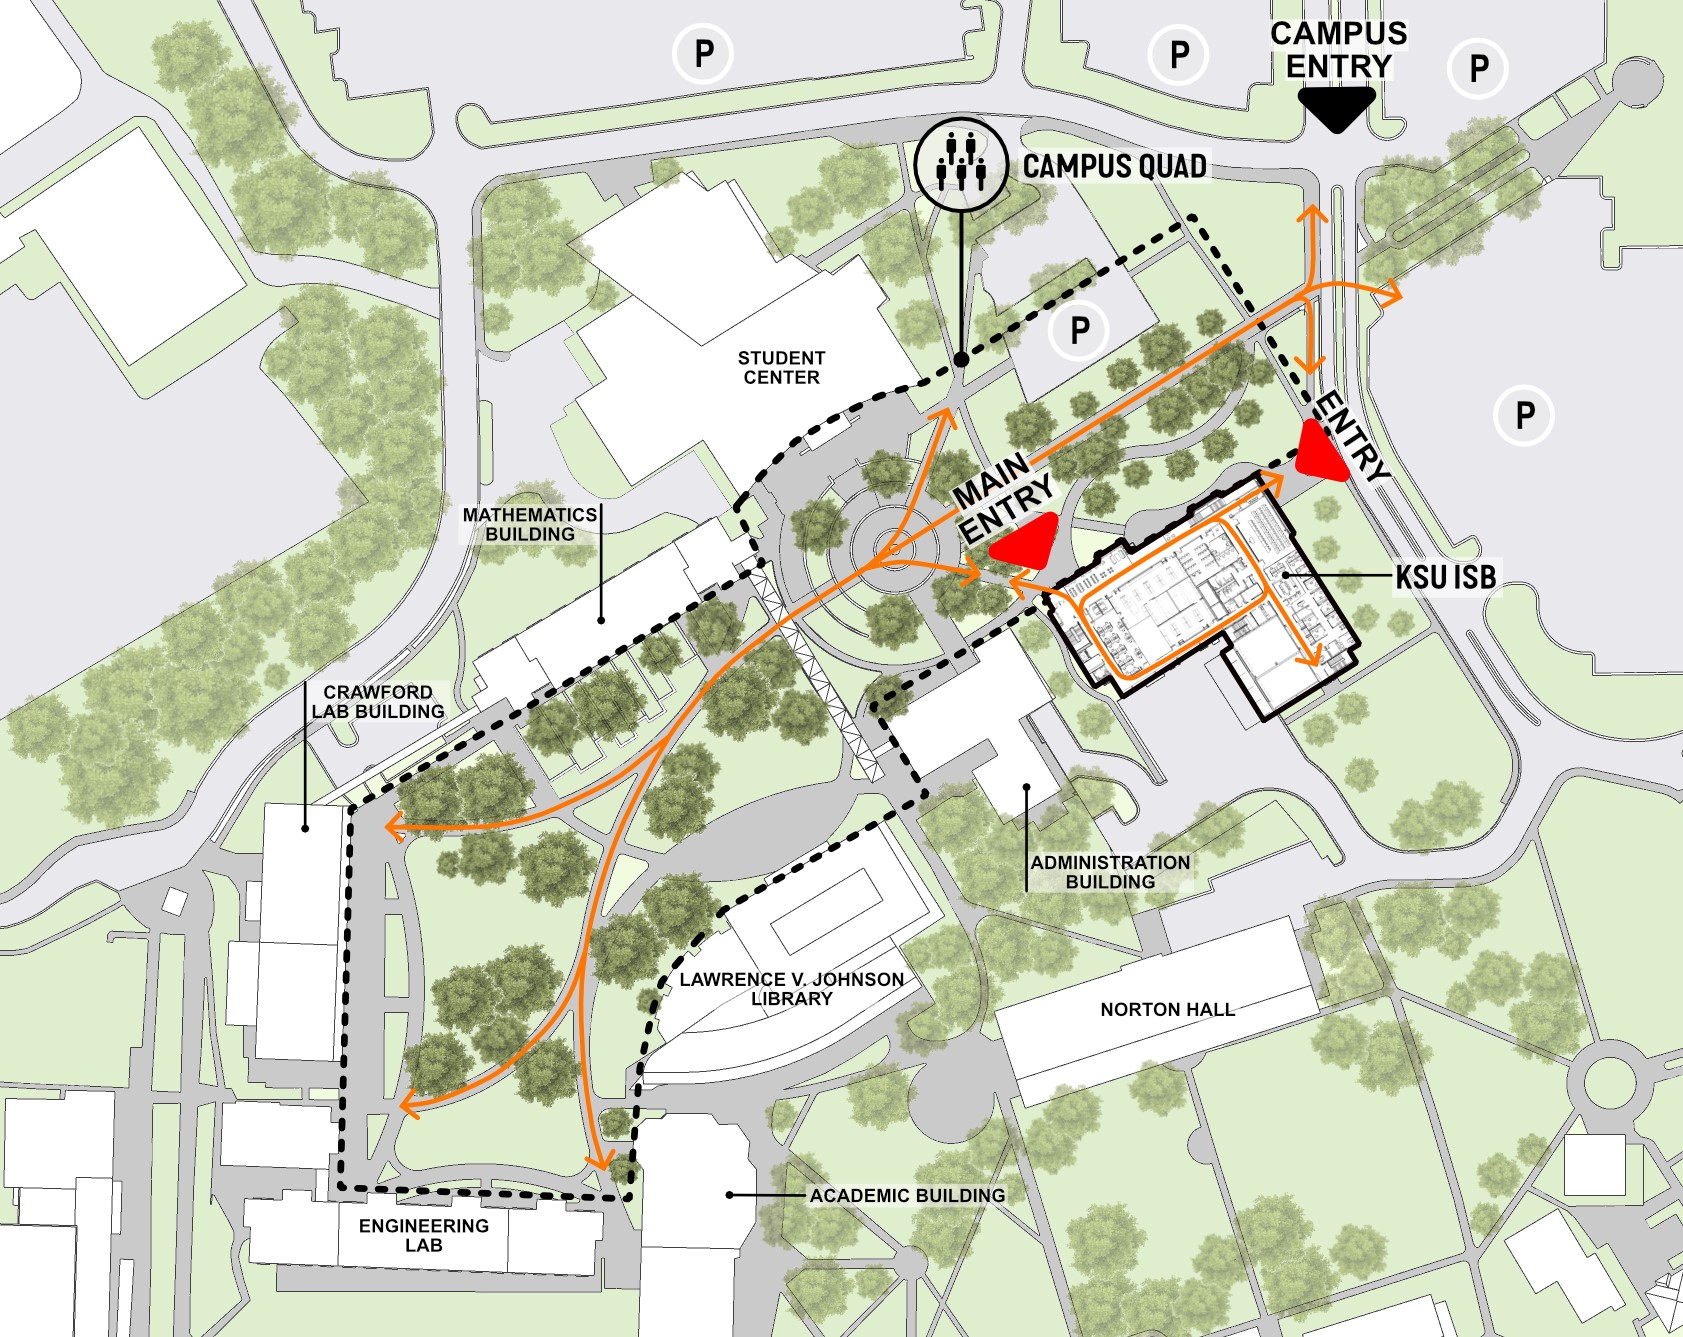 CAMPUS
ENTRY
P
P
P
CAMPUS QUAD
P
STUDENT
CENTER
P
ENTRY
MAIN
ENTRY
MATHEMATICS
BUILDING
KSU ISB
CRAWFORD
LAB BUILDING
ADMINISTRATION
BUILDING
LAWRENCE V. JOHNSON
LIBRARY
NORTON HALL
ACADEMIC BUILDING
ENGINEERING
LAB